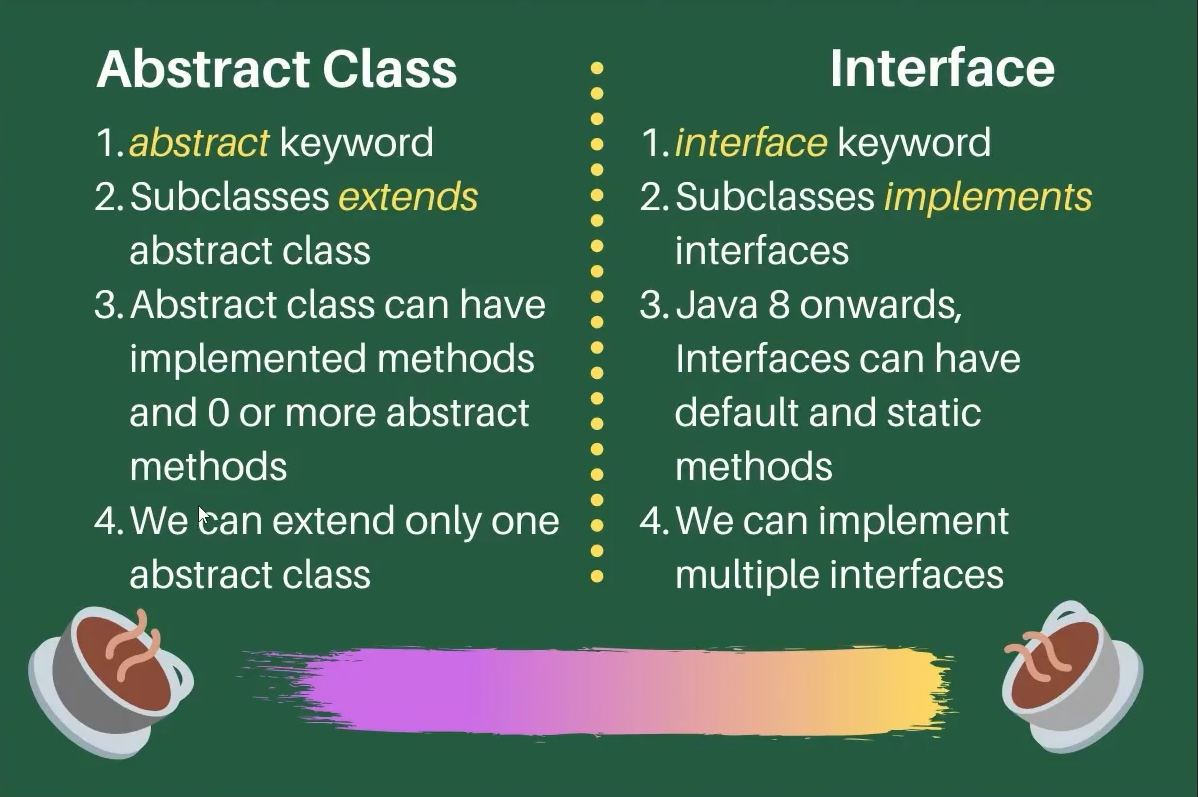 Abstract Class
1. abstract keyword
2. Subclasses extends
abstract class
3. Abstract class can have
implemented methods
and 0 or more abstract
methods
4. We can extend only one
abstract class
Interface
1. interface keyword
2. Subclasses implements
interfaces
3. Java 8 onwards,
Interfaces can have
default and static
methods
4. We can implement
multiple interfaces